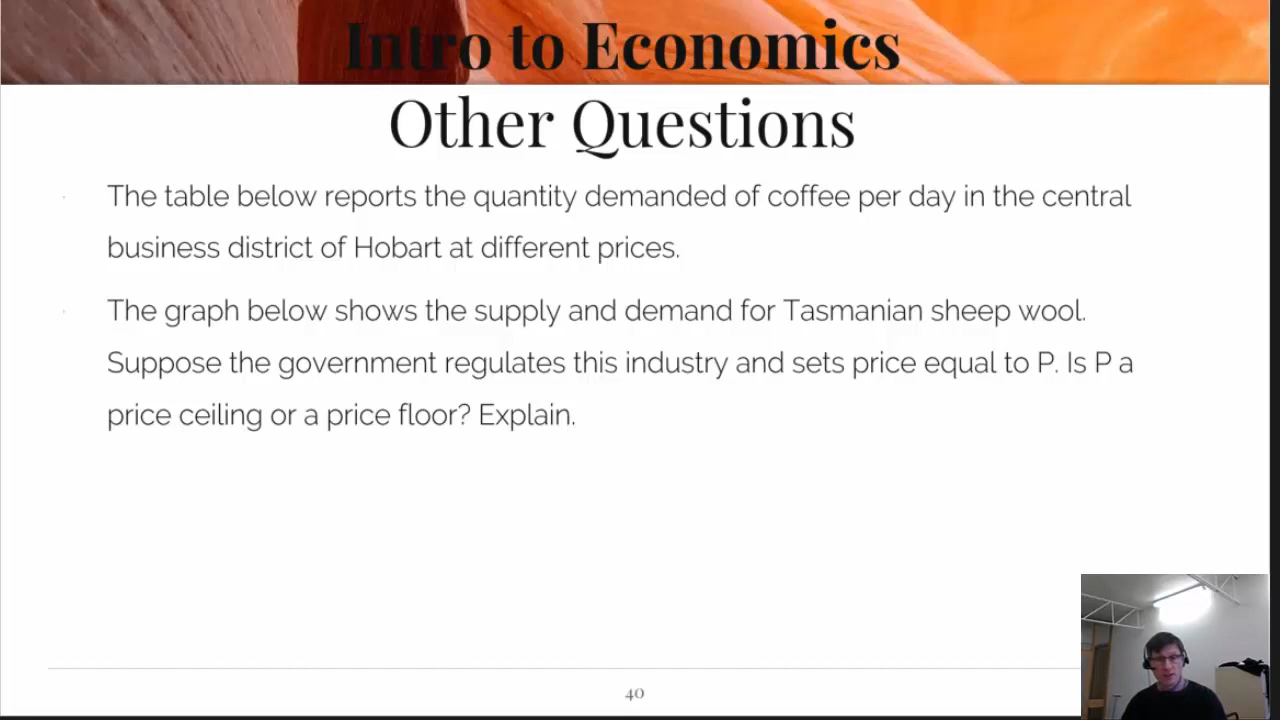 Intro to Economics
Other Questions
The table below reports the quantity demanded of coffee per day in the central
business district of Hobart at different prices.
The graph below shows the supply and demand for Tasmanian sheep wool.
Suppose the government regulates this industry and sets price equal to P. Is P a
price ceiling or a price floor? Explain.
40